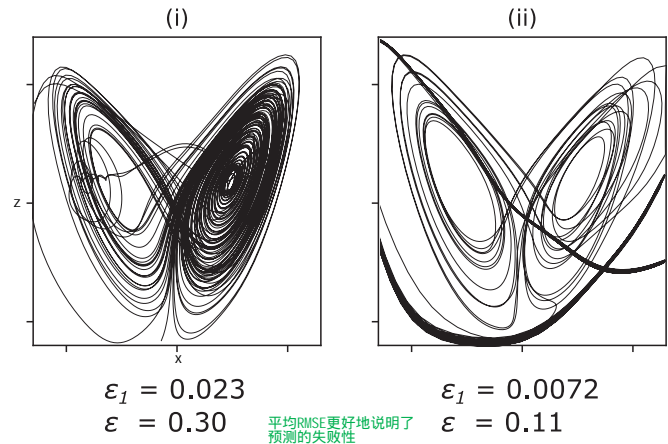 (i)
(ii)
z
x
ε₁ = 0.023
ε = 0.30
ε₁ = 0.0072
ε = 0.11
平均RMSE更好地说明了
预测的失败性